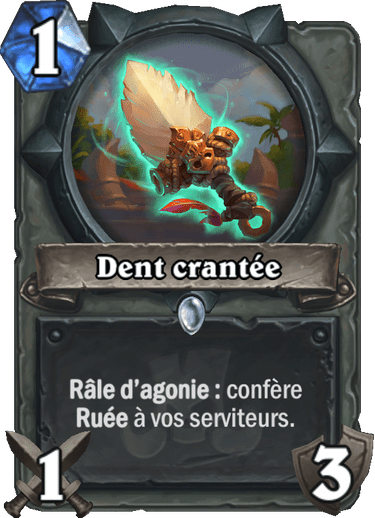 1
Dent crantée
Râle d'agonie : confère
Ruée à vos serviteurs.
1
3